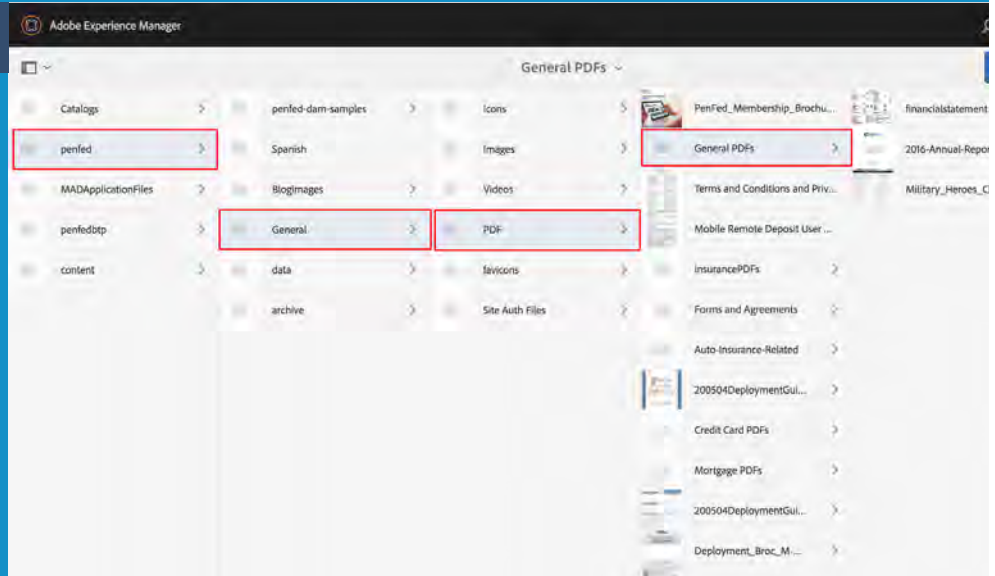 Adobe Experience Manager
General PDFs
Catalogs
penfed
MADApplicationFiles
penfedbtp
content
penfed-dam-samples
Spanish
BlogImages
General
data
archive
Icons
Images
Videos
PDF
favicons
Site Auth Files
PenFed_Membership_Brochu...
General PDFs
Terms and Conditions and Priv...
Mobile Remote Deposit User ...
insurancePDFs
Forms and Agreements
Auto-Insurance-Related
200504DeploymentGui...
Credit Card PDFs
Mortgage PDFs
200504DeploymentGui...
Deployment_Broc_M-...
financialstatement
2016-Annual-Repor
Military_Heroes_C